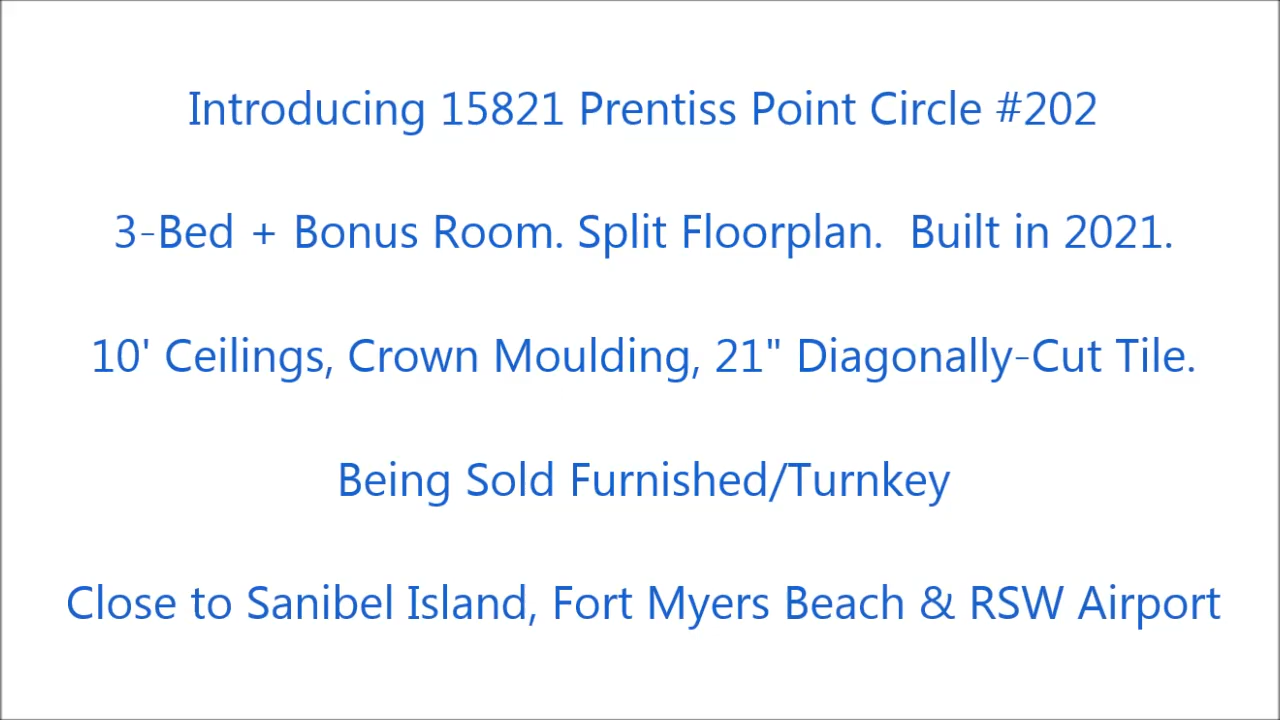 Introducing 15821 Prentiss Point Circle #202
3-Bed + Bonus Room. Split Floorplan.  Built in 2021.
10' Ceilings, Crown Moulding, 21" Diagonally-Cut Tile.
Being Sold Furnished/Turnkey
Close to Sanibel Island, Fort Myers Beach & RSW Airport